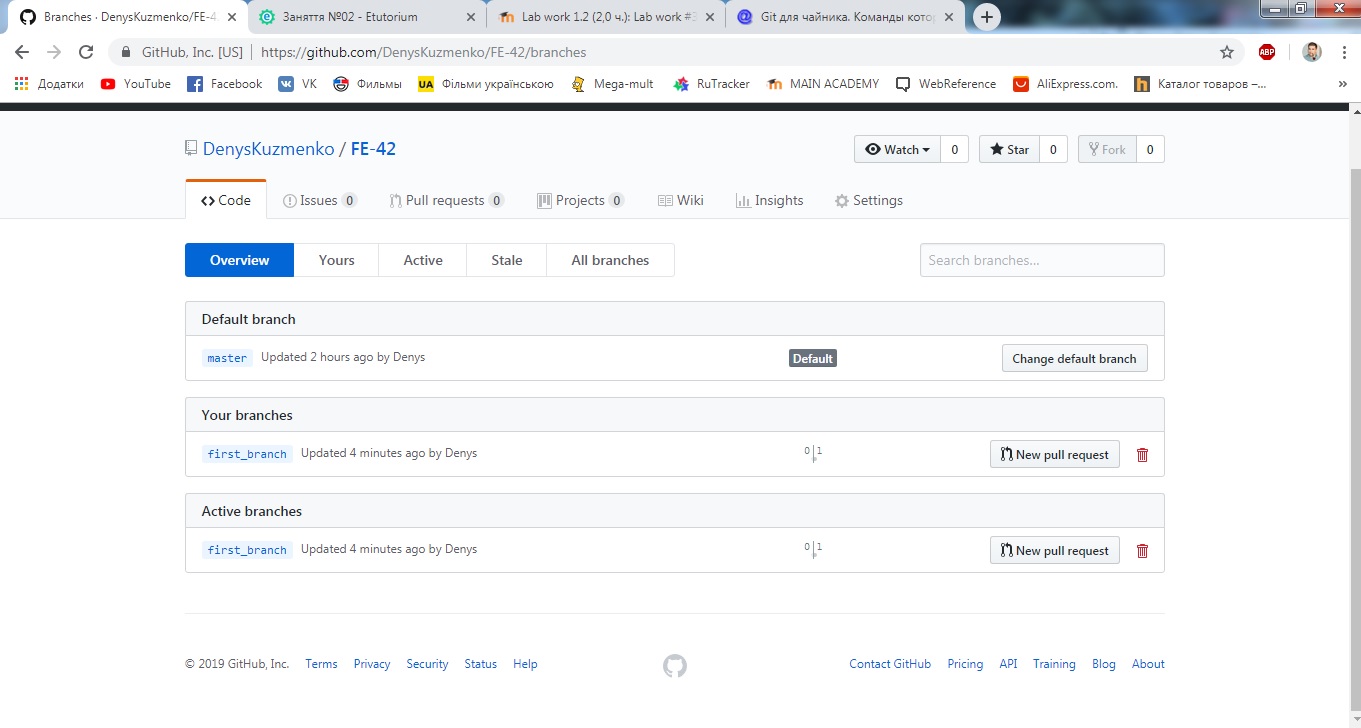 Branches · DenysKuzmenko/FE-4
Заняття №02 - Etutorium
Lab work 1.2 (2,0 ч.): Lab work #3
Git для чайника. Команды кото
GitHub, Inc. [US] https://github.com/DenysKuzmenko/FE-42/branches
ABP
Додатки YouTube Facebook VK Фильмы UA Фільми українською Mega-mult RuTracker MAIN ACADEMY WebReference AliExpress.com. Каталог товаров –... »
DenysKuzmenko / FE-42
Watch 0 Star 0 Fork 0
Code Issues 0 Pull requests 0 Projects 0 Wiki Insights Settings
Overview Yours Active Stale All branches Search branches...
Default branch
master Updated 2 hours ago by Denys Default Change default branch
Your branches
first_branch Updated 4 minutes ago by Denys 0 1 New pull request
Active branches
first_branch Updated 4 minutes ago by Denys 0 1 New pull request
© 2019 GitHub, Inc. Terms Privacy Security Status Help Contact GitHub Pricing API Training Blog About